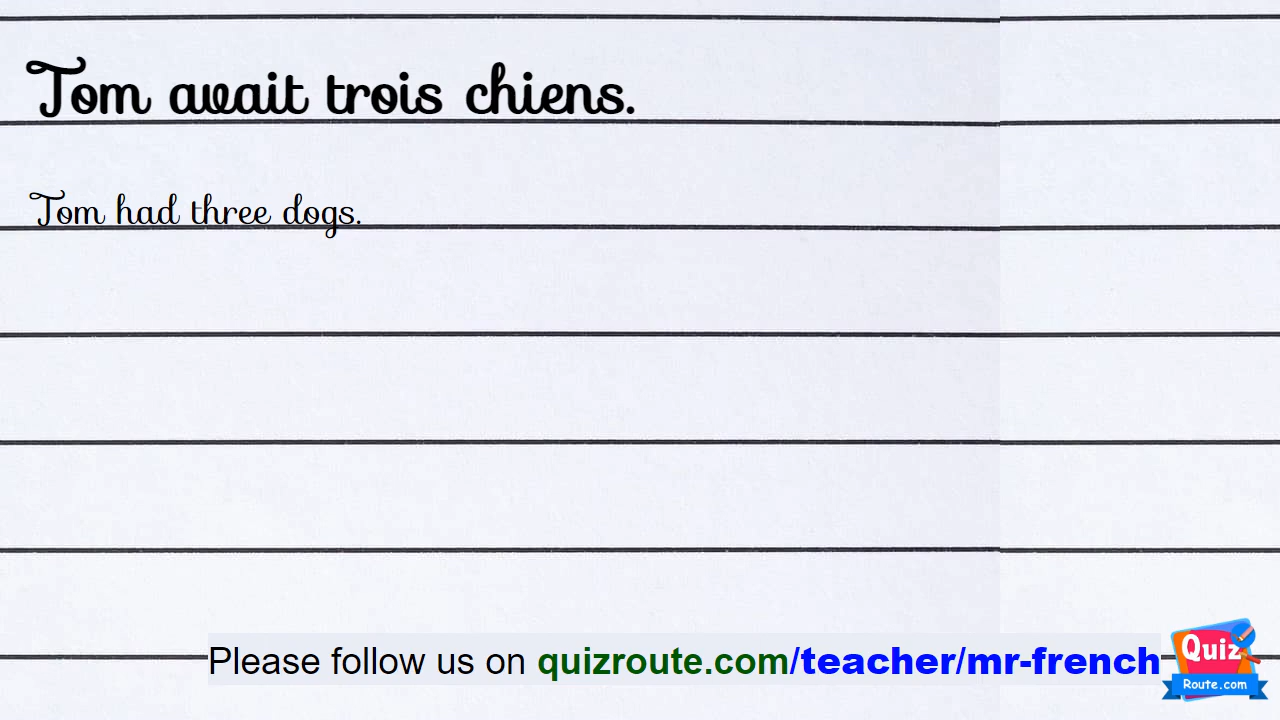 Tom avait trois chiens.
Tom had three dogs.
Please follow us on quizroute.com/teacher/mr-french
Quiz
Route.com